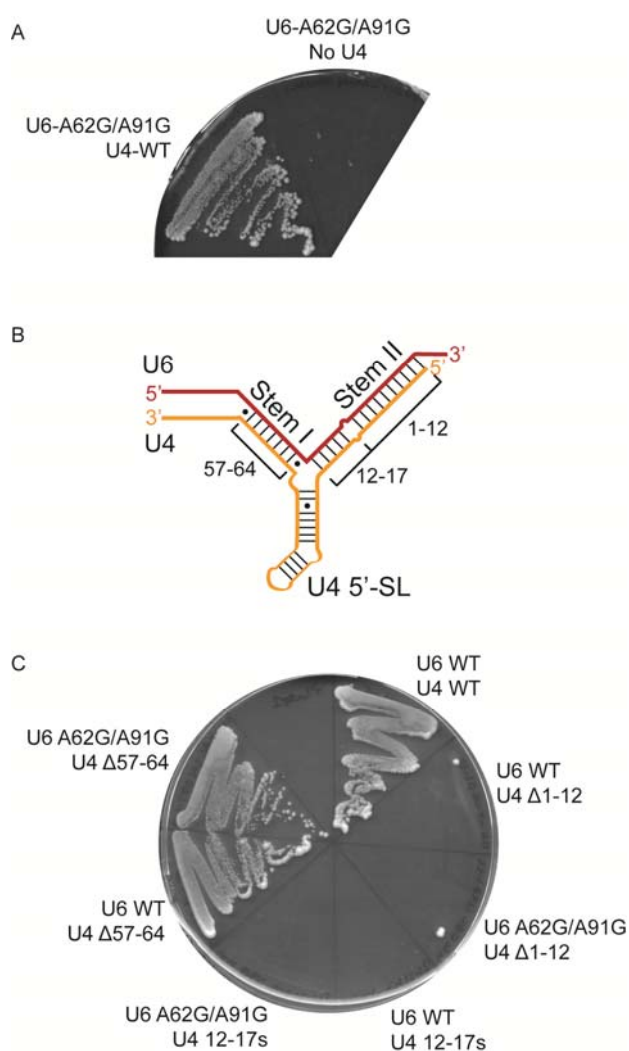 A
U6-A62G/A91G
No U4
U6-A62G/A91G
U4-WT
B
U6
5'
3'
U4
Stem I
Stem II
3'
5'
1-12
12-17
57-64
U4 5'-SL
C
U6 WT
U4 WT
U6 A62G/A91G
U4 Δ57-64
U6 WT
U4 Δ1-12
U6 WT
U4 Δ57-64
U6 A62G/A91G
U4 Δ1-12
U6 A62G/A91G
U4 12-17s
U6 WT
U4 12-17s